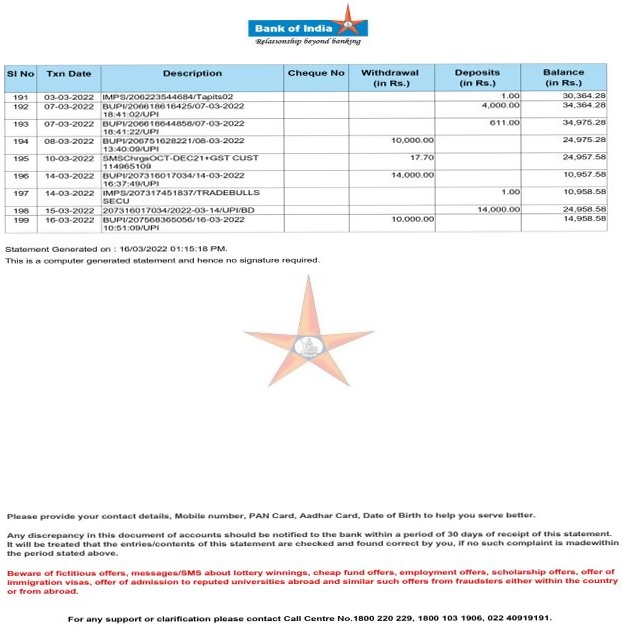 Bank of India
Relationship beyond banking
Sl No Txn Date Description Cheque No Withdrawal (in Rs.) Deposits (in Rs.) Balance (in Rs.)
191 03-03-2022 IMPS/206223544684/Tapits02 1.00 30,364.28
192 07-03-2022 BUPI/206618616425/07-03-2022 4,000.00 34,364.28
18:41:02/UPI
193 07-03-2022 BUPI/206618644858/07-03-2022 611.00 34,975.28
18:41:22/UPI
194 08-03-2022 BUPI/206751628221/08-03-2022 10,000.00 24,975.28
13:40:09/UPI
195 10-03-2022 SMSChrgsOCT-DEC21+GST CUST 17.70 24,957.58
114965109
196 14-03-2022 BUPI/207316017034/14-03-2022 14,000.00 10,957.58
16:37:49/UPI
197 14-03-2022 IMPS/207317451837/TRADEBULLS 1.00 10,958.58
SECU
198 15-03-2022 207316017034/2022-03-14/UPI/BD 14,000.00 24,958.58
199 16-03-2022 BUPI/207568365056/16-03-2022 10,000.00 14,958.58
10:51:09/UPI
Statement Generated on : 16/03/2022 01:15:18 PM.
This is a computer generated statement and hence no signature required.
Please provide your contact details, Mobile number, PAN Card, Aadhar Card, Date of Birth to help you serve better.
Any discrepancy in this document of accounts should be notified to the bank within a period of 30 days of receipt of this statement.
It will be treated that the entries/contents of this statement are checked and found correct by you, if no such complaint is madewithin
the period stated above.
Beware of fictitious offers, messages/SMS about lottery winnings, cheap fund offers, employment offers, scholarship offers, offer of
immigration visas, offer of admission to reputed universities abroad and similar such offers from fraudsters either within the country
or from abroad.
For any support or clarification please contact Call Centre No.1800 220 229, 1800 103 1906, 022 40919191.